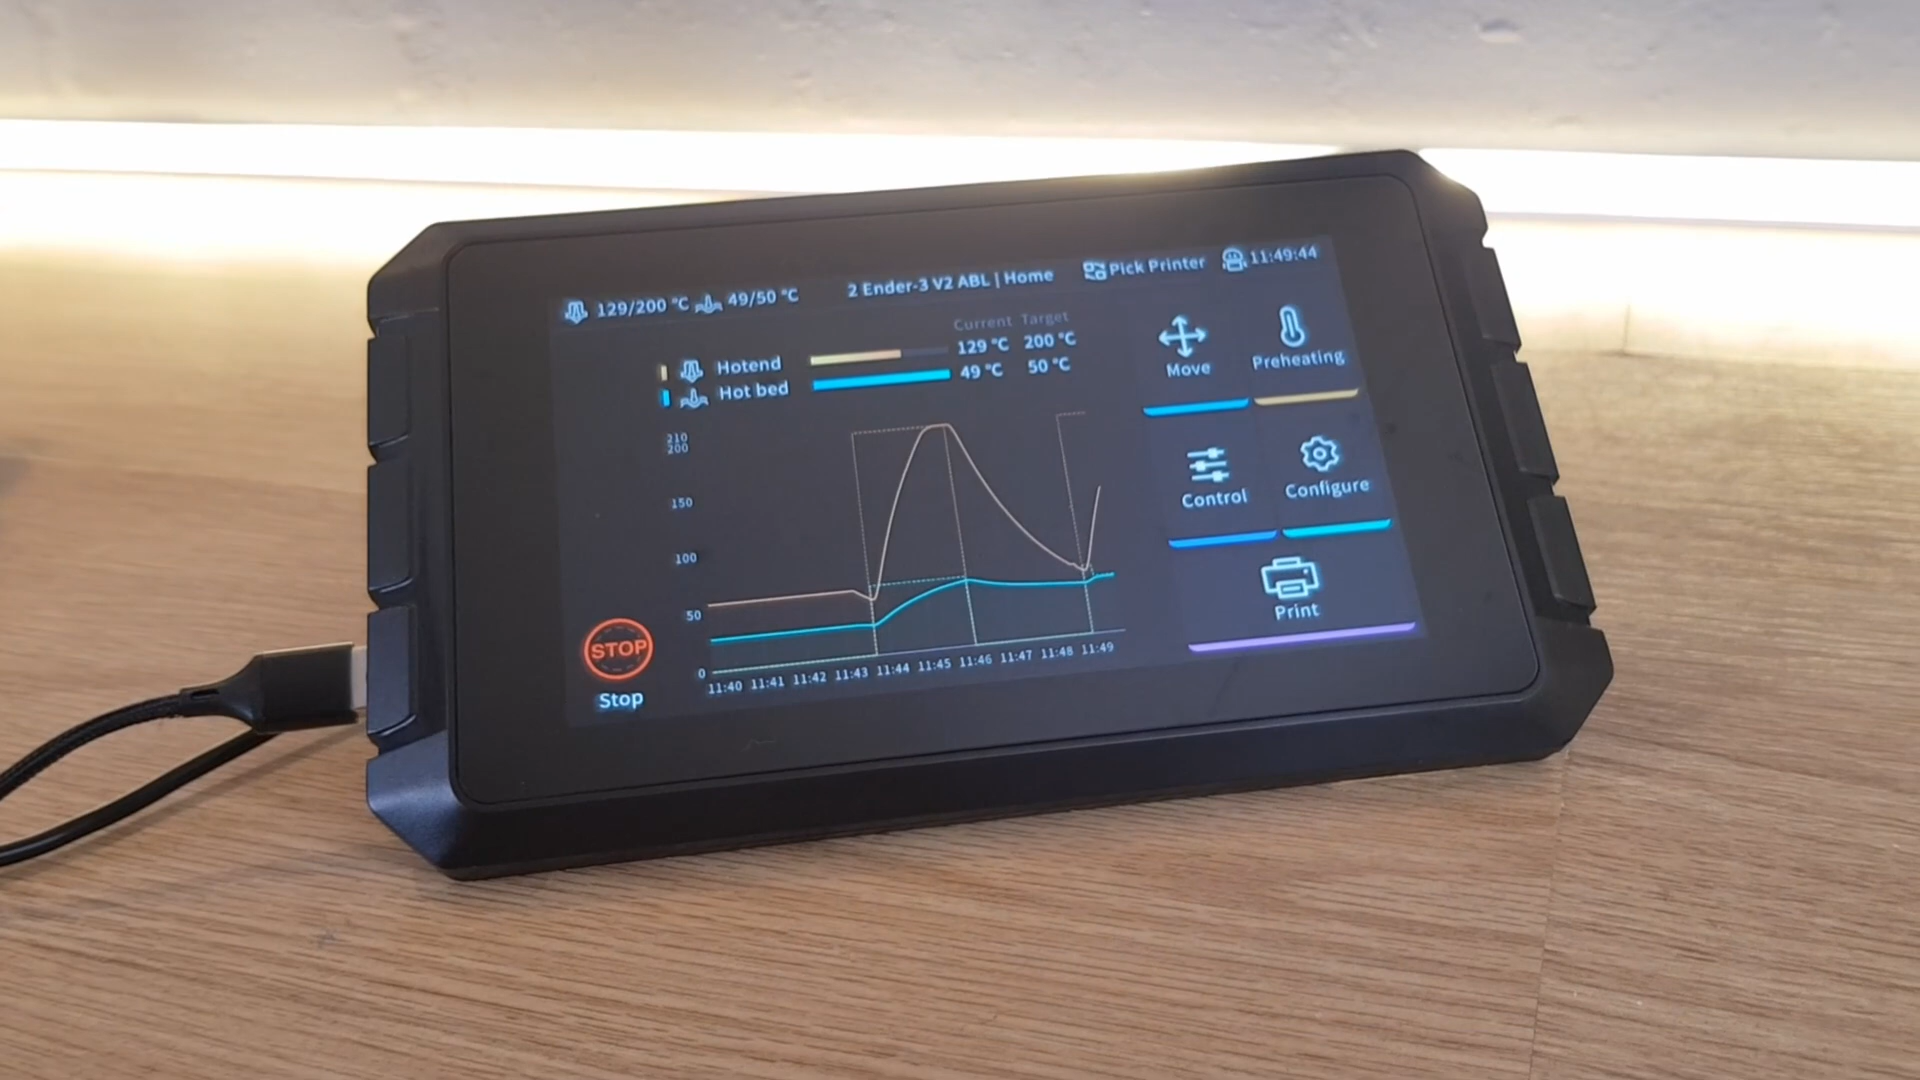 129/200 °C 49/50 °C 2 Ender-3 V2 ABL | Home Pick Printer 11:49:44
Current Target
Hotend 129 °C 200 °C
Hot bed 49 °C 50 °C
Move
Preheating
Control
Configure
Print
210
200
150
100
50
0
11:40 11:41 11:42 11:43 11:44 11:45 11:46 11:47 11:48 11:49
STOP
Stop